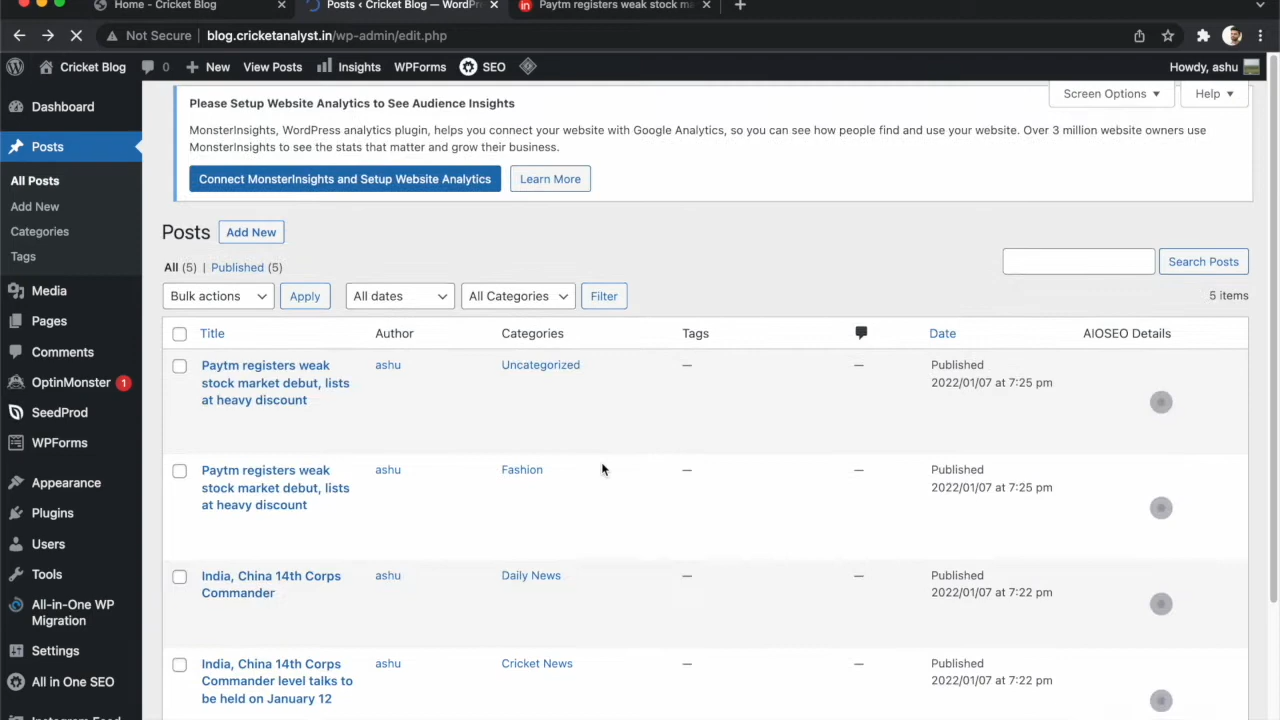 Home - Cricket Blog
Posts ‹ Cricket Blog — WordPr
in Paytm registers weak stock m
Not Secure blog.cricketanalyst.in/wp-admin/edit.php
Cricket Blog 0 New View Posts Insights WPForms SEO Howdy, ashu
Screen Options Help
Dashboard
Posts
All Posts
Add New
Categories
Tags
Media
Pages
Comments
OptinMonster 1
SeedProd
WPForms
Appearance
Plugins
Users
Tools
All-in-One WP
Migration
Settings
All in One SEO
Instagram Feed
Please Setup Website Analytics to See Audience Insights
MonsterInsights, WordPress analytics plugin, helps you connect your website with Google Analytics, so you can see how people find and use your website. Over 3 million website owners use
MonsterInsights to see the stats that matter and grow their business.
Connect MonsterInsights and Setup Website Analytics Learn More
Posts Add New
All (5) | Published (5)
Search Posts
Bulk actions Apply All dates All Categories Filter 5 items
Title Author Categories Tags Date AIOSEO Details
Paytm registers weak
stock market debut, lists
at heavy discount
ashu
Uncategorized
—
—
Published
2022/01/07 at 7:25 pm
Paytm registers weak
stock market debut, lists
at heavy discount
ashu
Fashion
—
—
Published
2022/01/07 at 7:25 pm
India, China 14th Corps
Commander
ashu
Daily News
—
—
Published
2022/01/07 at 7:22 pm
India, China 14th Corps
Commander level talks to
be held on January 12
ashu
Cricket News
—
—
Published
2022/01/07 at 7:22 pm